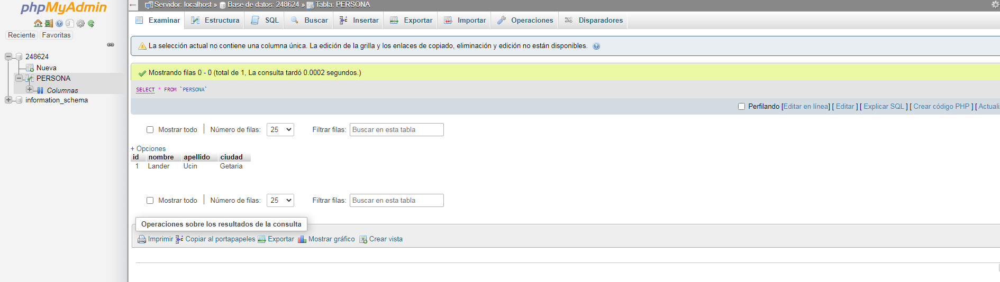 phpMyAdmin
Reciente Favoritas
248624
Nueva
PERSONA
Columnas
information_schema
Servidor: localhost » Base de datos: 248624 » Tabla: PERSONA
Examinar Estructura SQL Buscar Insertar Exportar Importar Operaciones Disparadores
La selección actual no contiene una columna única. La edición de la grilla y los enlaces de copiado, eliminación y edición no están disponibles.
Mostrando filas 0 - 0 (total de 1, La consulta tardó 0.0002 segundos.)
SELECT * FROM `PERSONA`
Perfilando [Editar en línea] [ Editar ] [ Explicar SQL ] [ Crear código PHP ] [ Actuali
Mostrar todo | Número de filas: 25 Filtrar filas: Buscar en esta tabla
+ Opciones
id nombre apellido ciudad
1 Lander Ucin Getaria
Mostrar todo | Número de filas: 25 Filtrar filas: Buscar en esta tabla
Operaciones sobre los resultados de la consulta
Imprimir Copiar al portapapeles Exportar Mostrar gráfico Crear vista